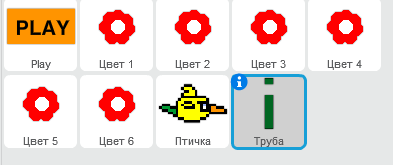 PLAY
Play
Цвет 1
Цвет 2
Цвет 3
Цвет 4
i
Цвет 5
Цвет 6
Птичка
Труба